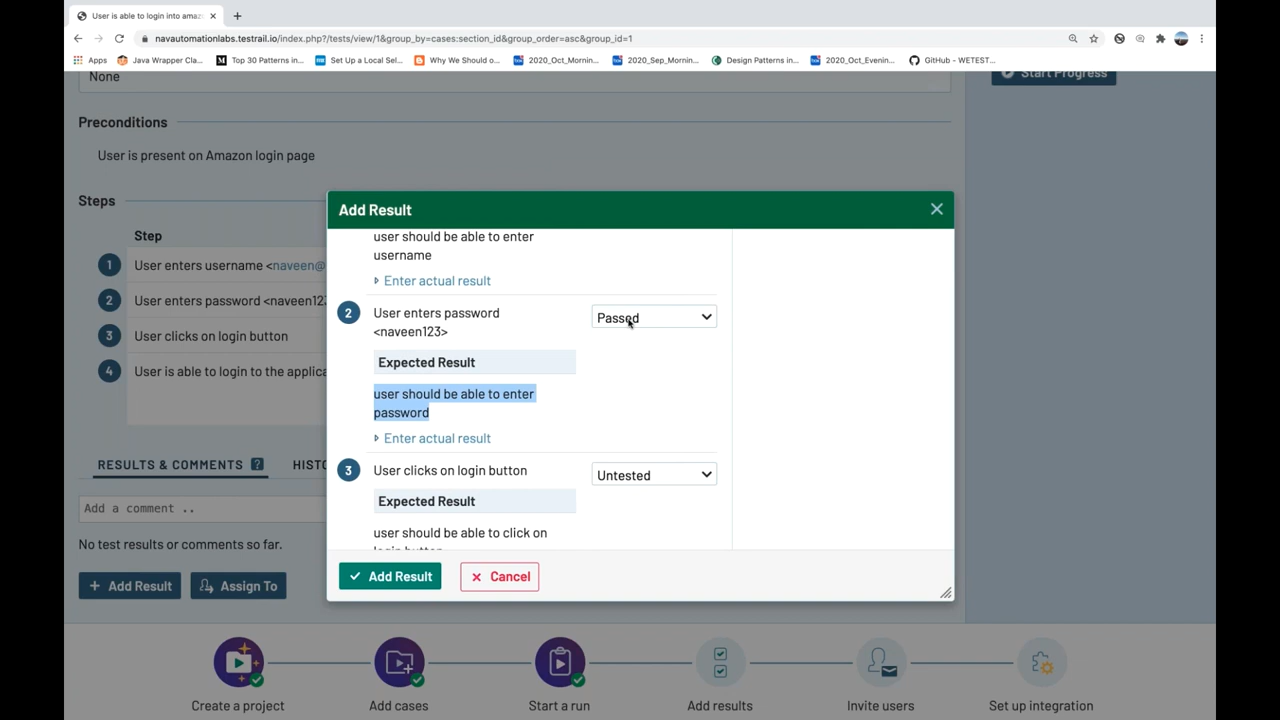 User is able to login into amaz
navautomationlabs.testrail.io/index.php?/tests/view/1&group_by=cases:section_id&group_order=asc&group_id=1
Apps
Java Wrapper Cla...
Top 30 Patterns in...
Set Up a Local Sel...
Why We Should o...
2020_Oct_Mornin...
2020_Sep_Mornin...
Design Patterns in...
2020_Oct_Evenin...
GitHub - WETEST...
None
Start Progress
Preconditions
User is present on Amazon login page
Steps
Step
1 User enters username <naveen@
2 User enters password <naveen123
3 User clicks on login button
4 User is able to login to the applica
RESULTS & COMMENTS ?
HISTO
Add a comment ..
No test results or comments so far.
+ Add Result
Assign To
Add Result
user should be able to enter
username
Enter actual result
2 User enters password
<naveen123>
Passed
Expected Result
user should be able to enter
password
Enter actual result
3 User clicks on login button
Untested
Expected Result
user should be able to click on
login button
Add Result
Cancel
Create a project
Add cases
Start a run
Add results
Invite users
Set up integration